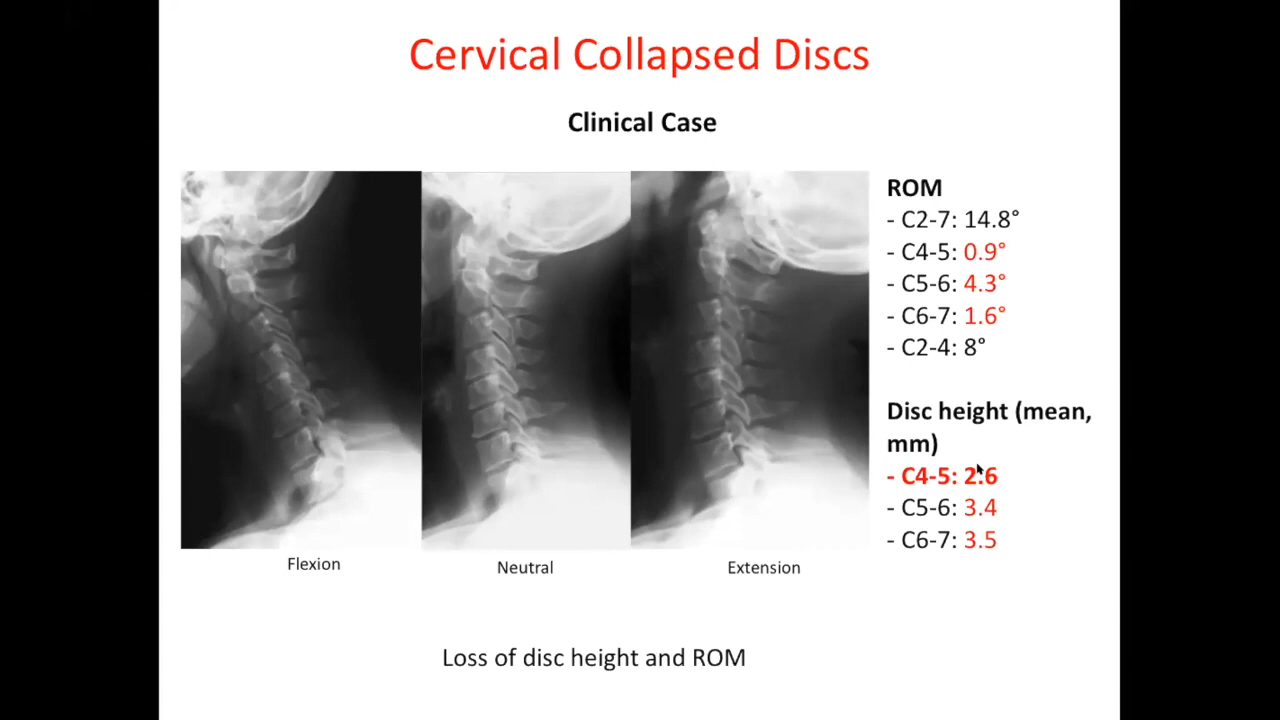 Cervical Collapsed Discs
Clinical Case
ROM
- C2-7: 14.8°
- C4-5: 0.9°
- C5-6: 4.3°
- C6-7: 1.6°
- C2-4: 8°
Disc height (mean,
mm)
- C4-5: 2.6
- C5-6: 3.4
- C6-7: 3.5
Flexion
Neutral
Extension
Loss of disc height and ROM